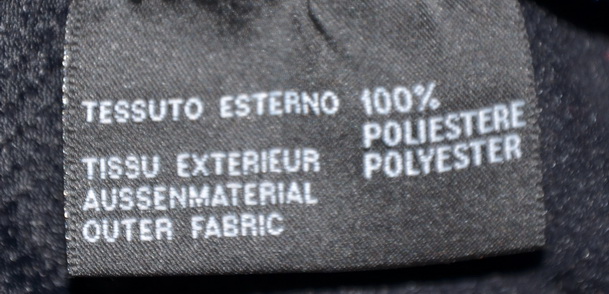 TESSUTO ESTERNO 100%
POLIESTERE
TISSU EXTERIEUR POLYESTER
AUSSENMATERIAL
OUTER FABRIC